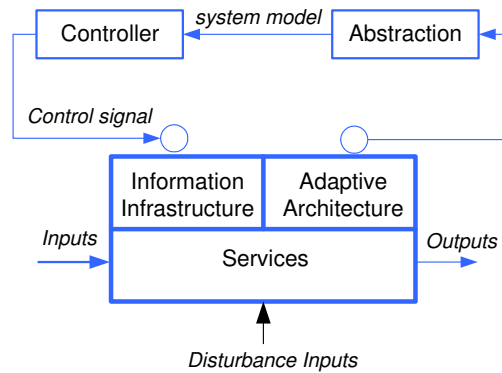 system model
Controller
Abstraction
Control signal
Information
Infrastructure
Adaptive
Architecture
Inputs
Services
Outputs
Disturbance Inputs